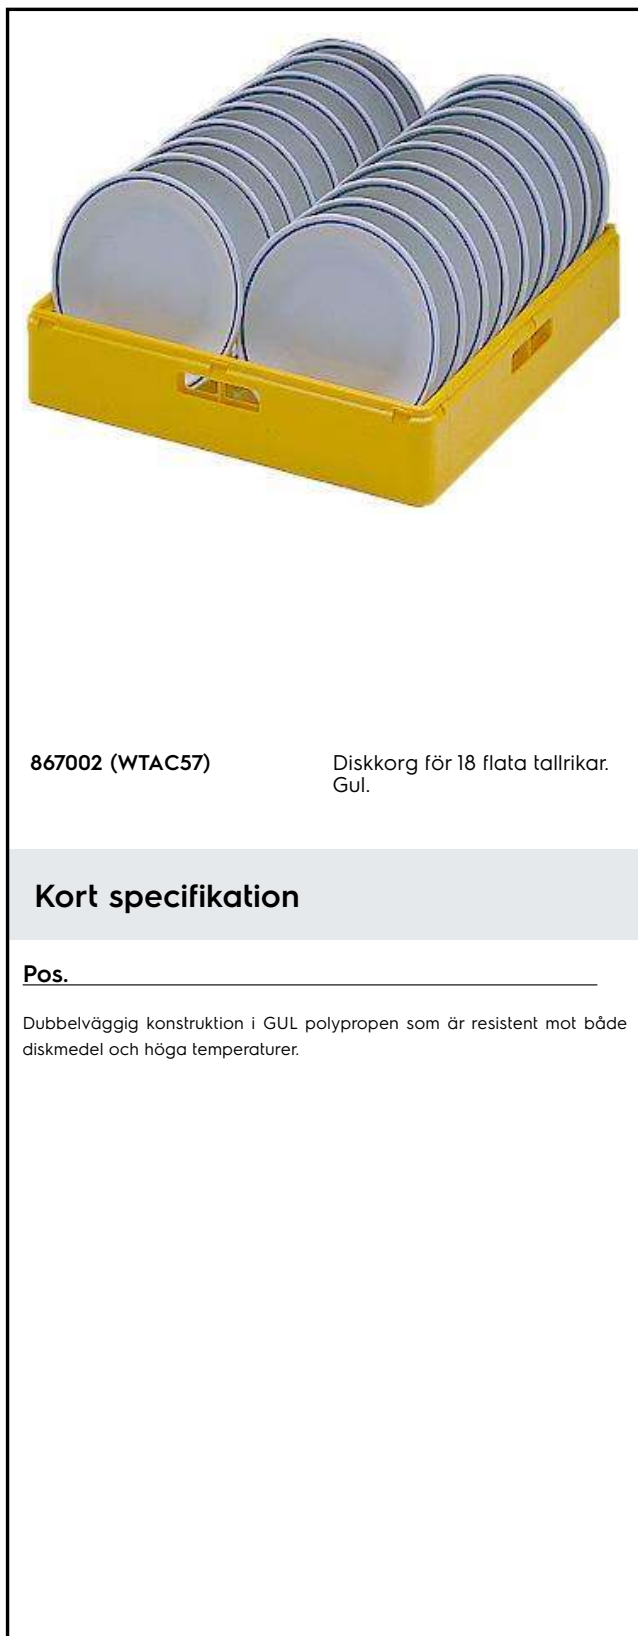 867002 (WTAC57)
Diskkorg för 18 flata tallrikar.
Gul.
Kort specifikation
Pos.
Dubbelväggig konstruktion i GUL polypropen som är resistent mot både
diskmedel och höga temperaturer.